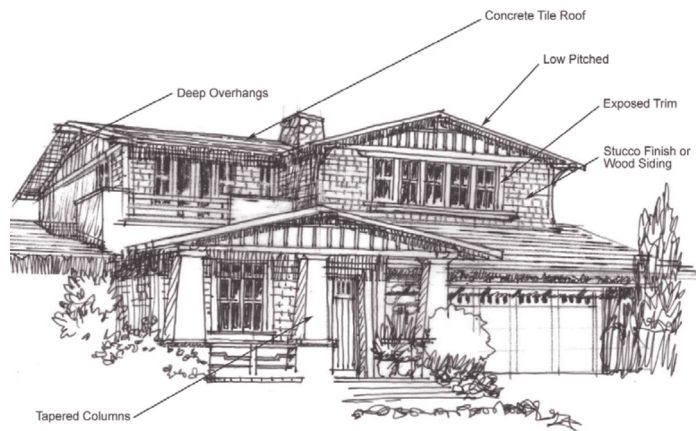 Concrete Tile Roof
Low Pitched
Deep Overhangs
Exposed Trim
Stucco Finish or
Wood Siding
Tapered Columns